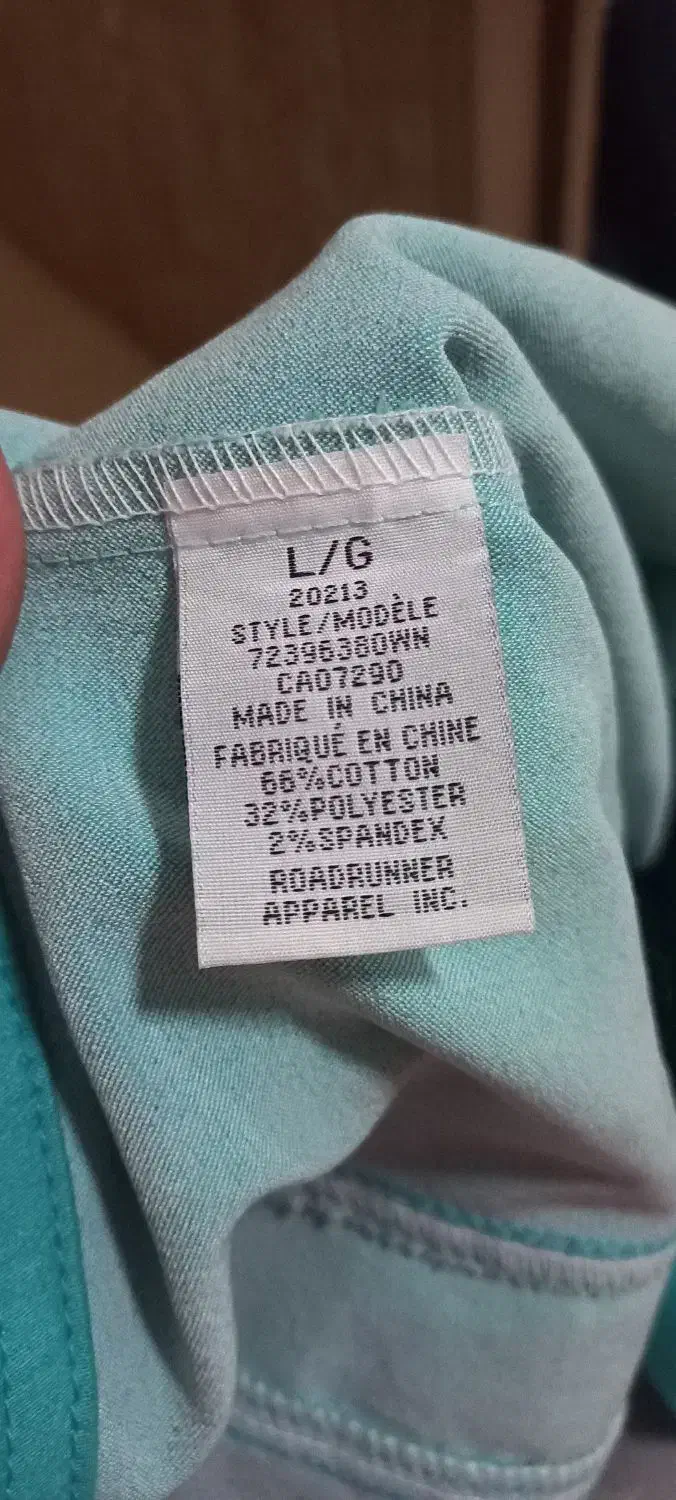 L/G
20213
STYLE/MODÈLE
72396380WN
CA07290
MADE IN CHINA
FABRIQUÉ EN CHINE
66%COTTON
32%POLYESTER
2%SPANDEX
ROADRUNNER
APPAREL INC.